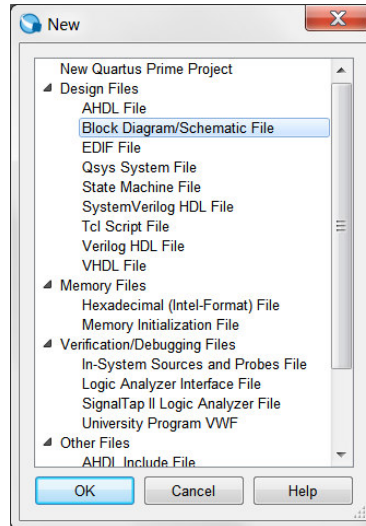 New
New Quartus Prime Project
Design Files
AHDL File
Block Diagram/Schematic File
EDIF File
Qsys System File
State Machine File
SystemVerilog HDL File
Tcl Script File
Verilog HDL File
VHDL File
Memory Files
Hexadecimal (Intel-Format) File
Memory Initialization File
Verification/Debugging Files
In-System Sources and Probes File
Logic Analyzer Interface File
SignalTap II Logic Analyzer File
University Program VWF
Other Files
AHDL Include File
OK Cancel Help